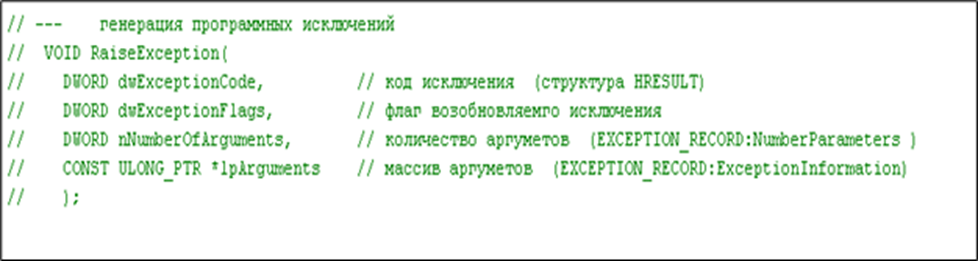 // ---    генерация программных исключений
//  VOID RaiseException(
//    DWORD dwExceptionCode,          // код исключения  (структура HRESULT)
//    DWORD dwExceptionFlags,         // флаг возобновляемго исключения
//    DWORD nNumberOfArguments,       // количество аргуметов  (EXCEPTION_RECORD:NumberParameters )
//    CONST ULONG_PTR *lpArguments    // массив аргуметов  (EXCEPTION_RECORD:ExceptionInformation)
//    );